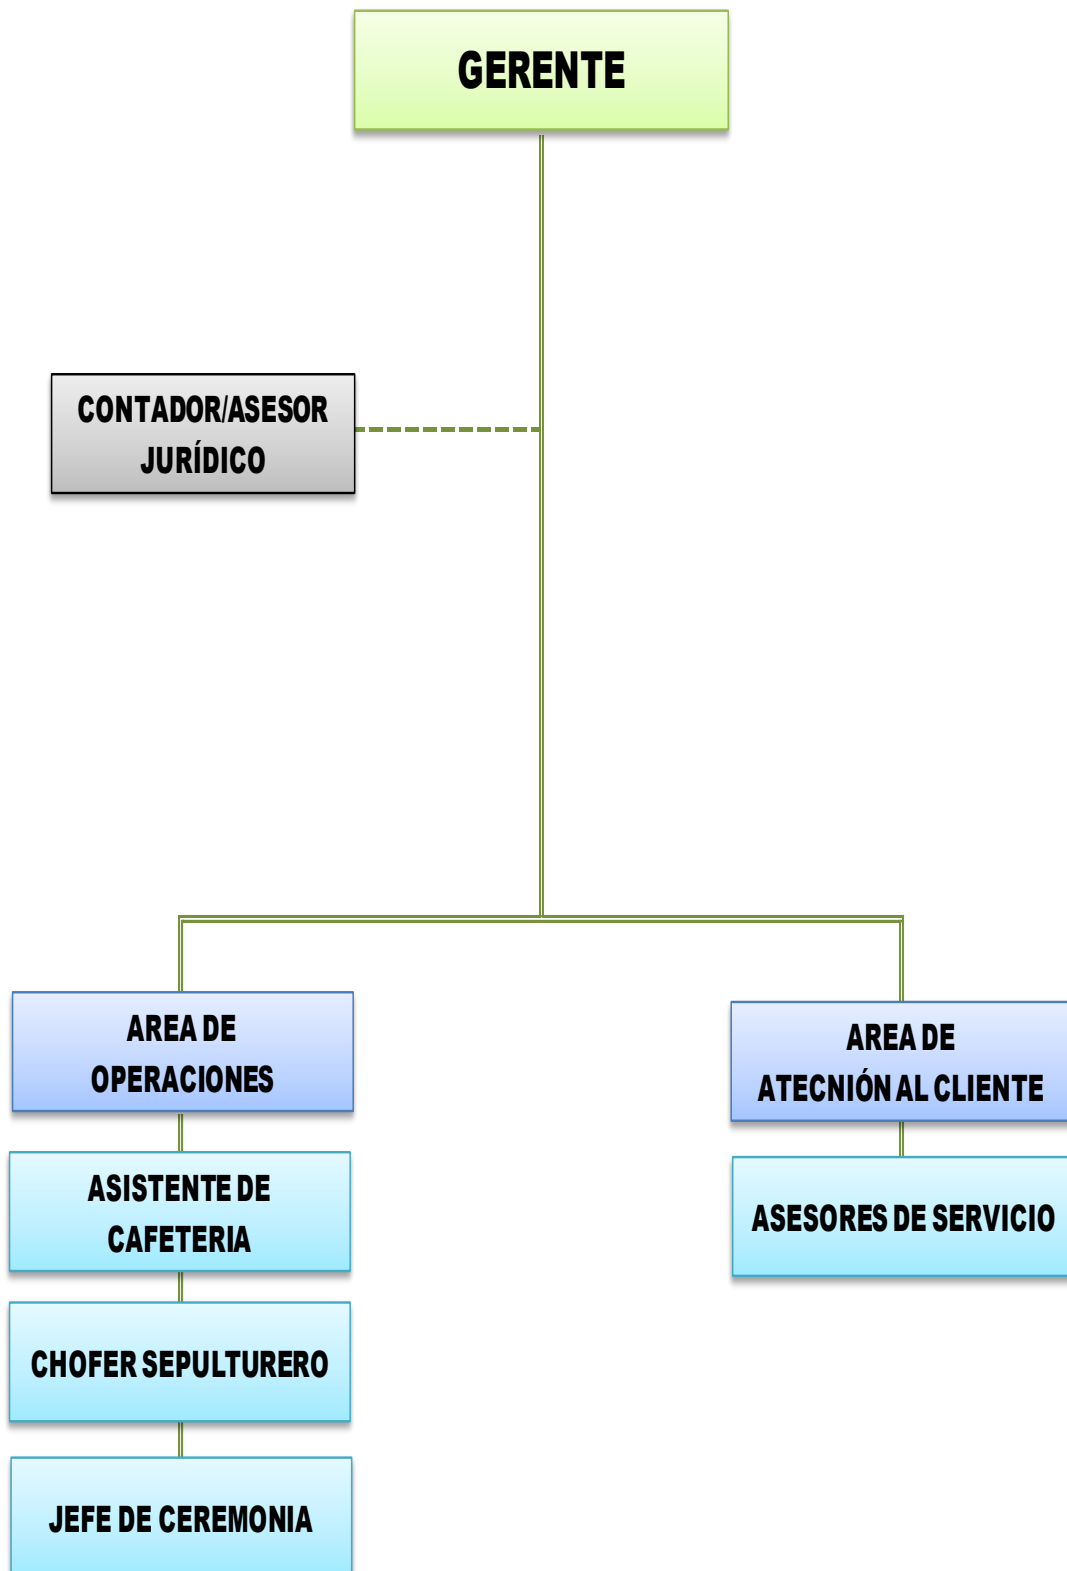 GERENTE
CONTADOR/ASESOR
JURÍDICO
AREA DE
OPERACIONES
AREA DE
ATECNIÓN AL CLIENTE
ASISTENTE DE
CAFETERIA
ASESORES DE SERVICIO
CHOFER SEPULTURERO
JEFE DE CEREMONIA